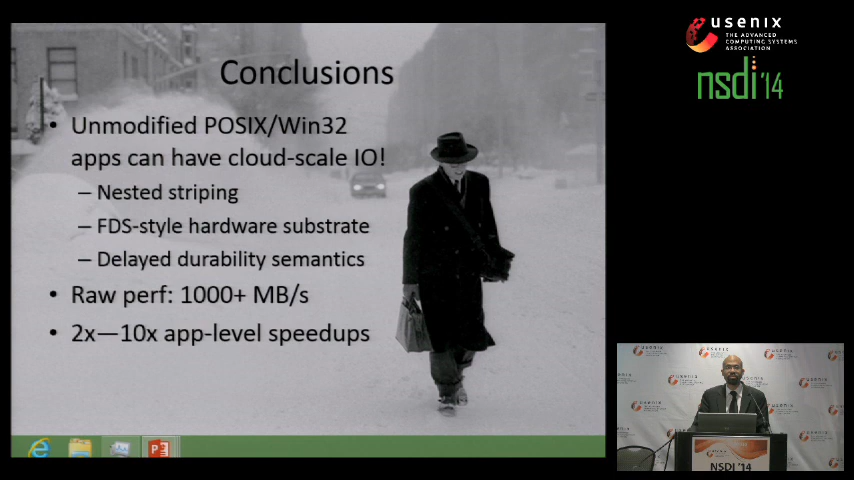 Conclusions
• Unmodified POSIX/Win32
apps can have cloud-scale IO!
– Nested striping
– FDS-style hardware substrate
– Delayed durability semantics
• Raw perf: 1000+ MB/s
• 2x—10x app-level speedups
usenix
THE ADVANCED
COMPUTING SYSTEMS
ASSOCIATION
nsdi '14
usenix
NSDI '14